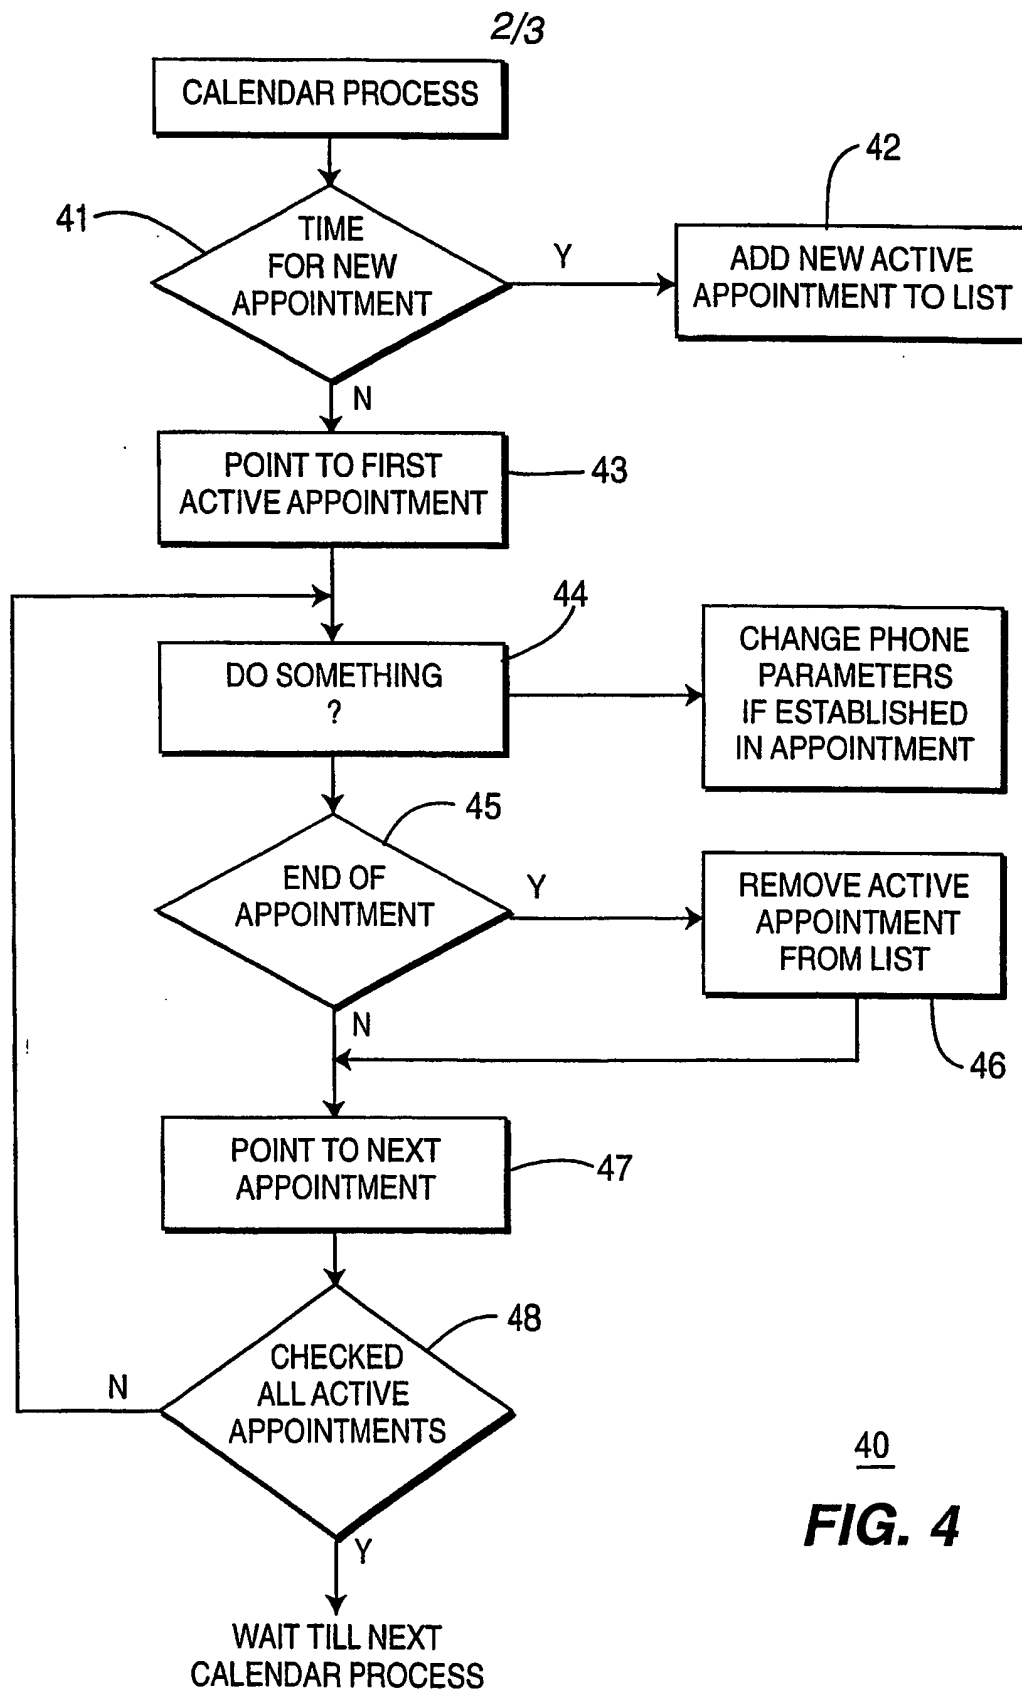 2/3
CALENDAR PROCESS
41
TIME
FOR NEW
APPOINTMENT
Y
42
ADD NEW ACTIVE
APPOINTMENT TO LIST
N
POINT TO FIRST
ACTIVE APPOINTMENT
43
44
DO SOMETHING
?
CHANGE PHONE
PARAMETERS
IF ESTABLISHED
IN APPOINTMENT
45
END OF
APPOINTMENT
Y
REMOVE ACTIVE
APPOINTMENT
FROM LIST
46
N
POINT TO NEXT
APPOINTMENT
47
48
CHECKED
ALL ACTIVE
APPOINTMENTS
N
Y
WAIT TILL NEXT
CALENDAR PROCESS
40
FIG. 4